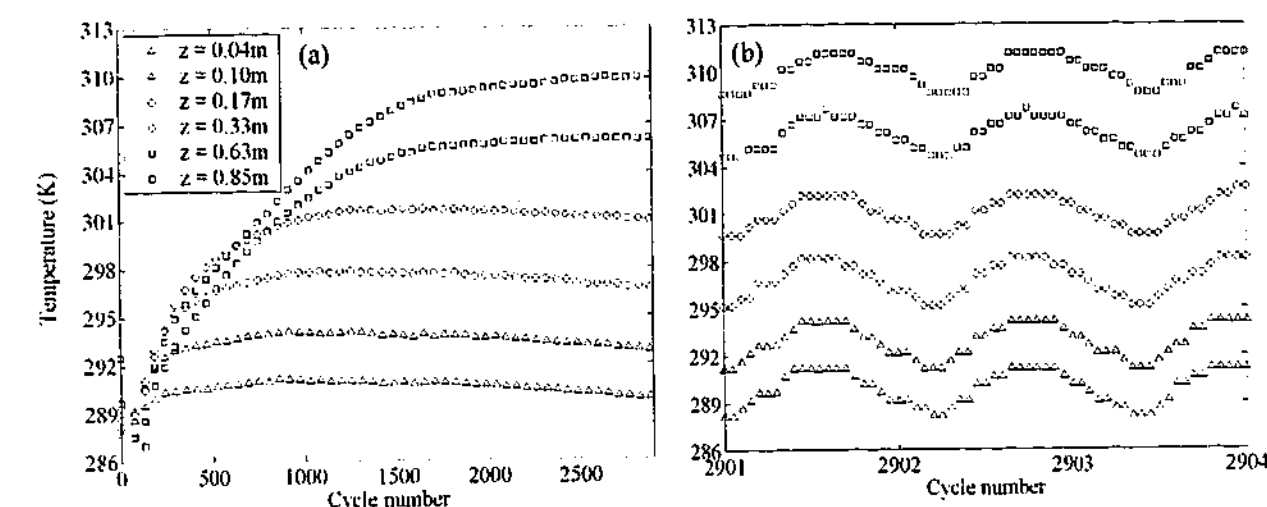 (a)
z = 0.04m
z = 0.10m
z = 0.17m
z = 0.33m
z = 0.63m
z = 0.85m
Temperature (K)
313
310
307
304
301
298
295
292
289
286
0 500 1000 1500 2000 2500
Cycle number
(b)
313
310
307
304
301
298
295
292
289
286
2901 2902 2903 2904
Cycle number